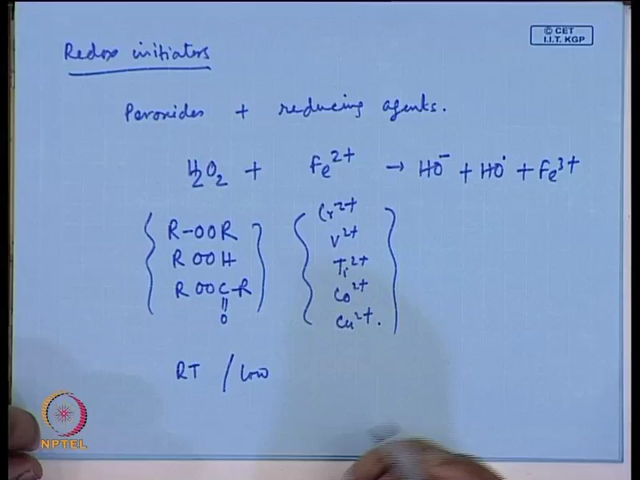 © CET
I.I.T. KGP
Redox initiators
Peroxides + reducing agents.
H₂O₂ + Fe²⁺ → HO⁻ + HO˙ + Fe³⁺
R-OOR
ROOH
ROOC-R
||
O
Cr²⁺
V²⁺
Ti²⁺
Co²⁺
Cu²⁺.
RT / low
NPTEL